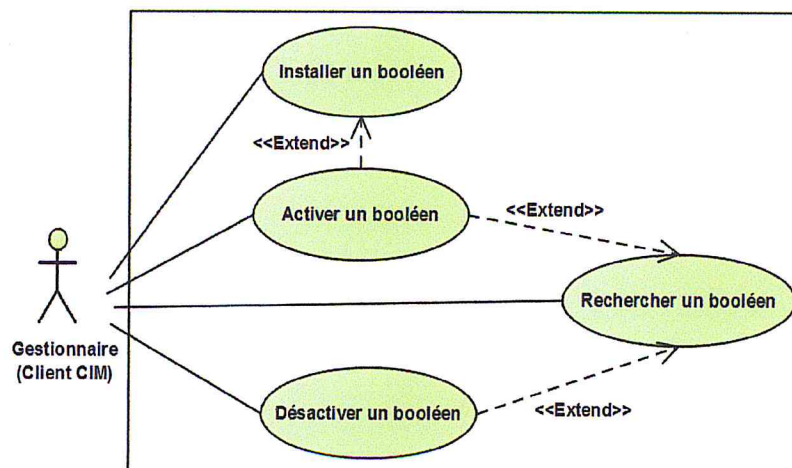 Installer un booléen
<<Extend>>
Activer un booléen
<<Extend>>
Rechercher un booléen
Gestionnaire
(Client CIM)
Désactiver un booléen
<<Extend>>